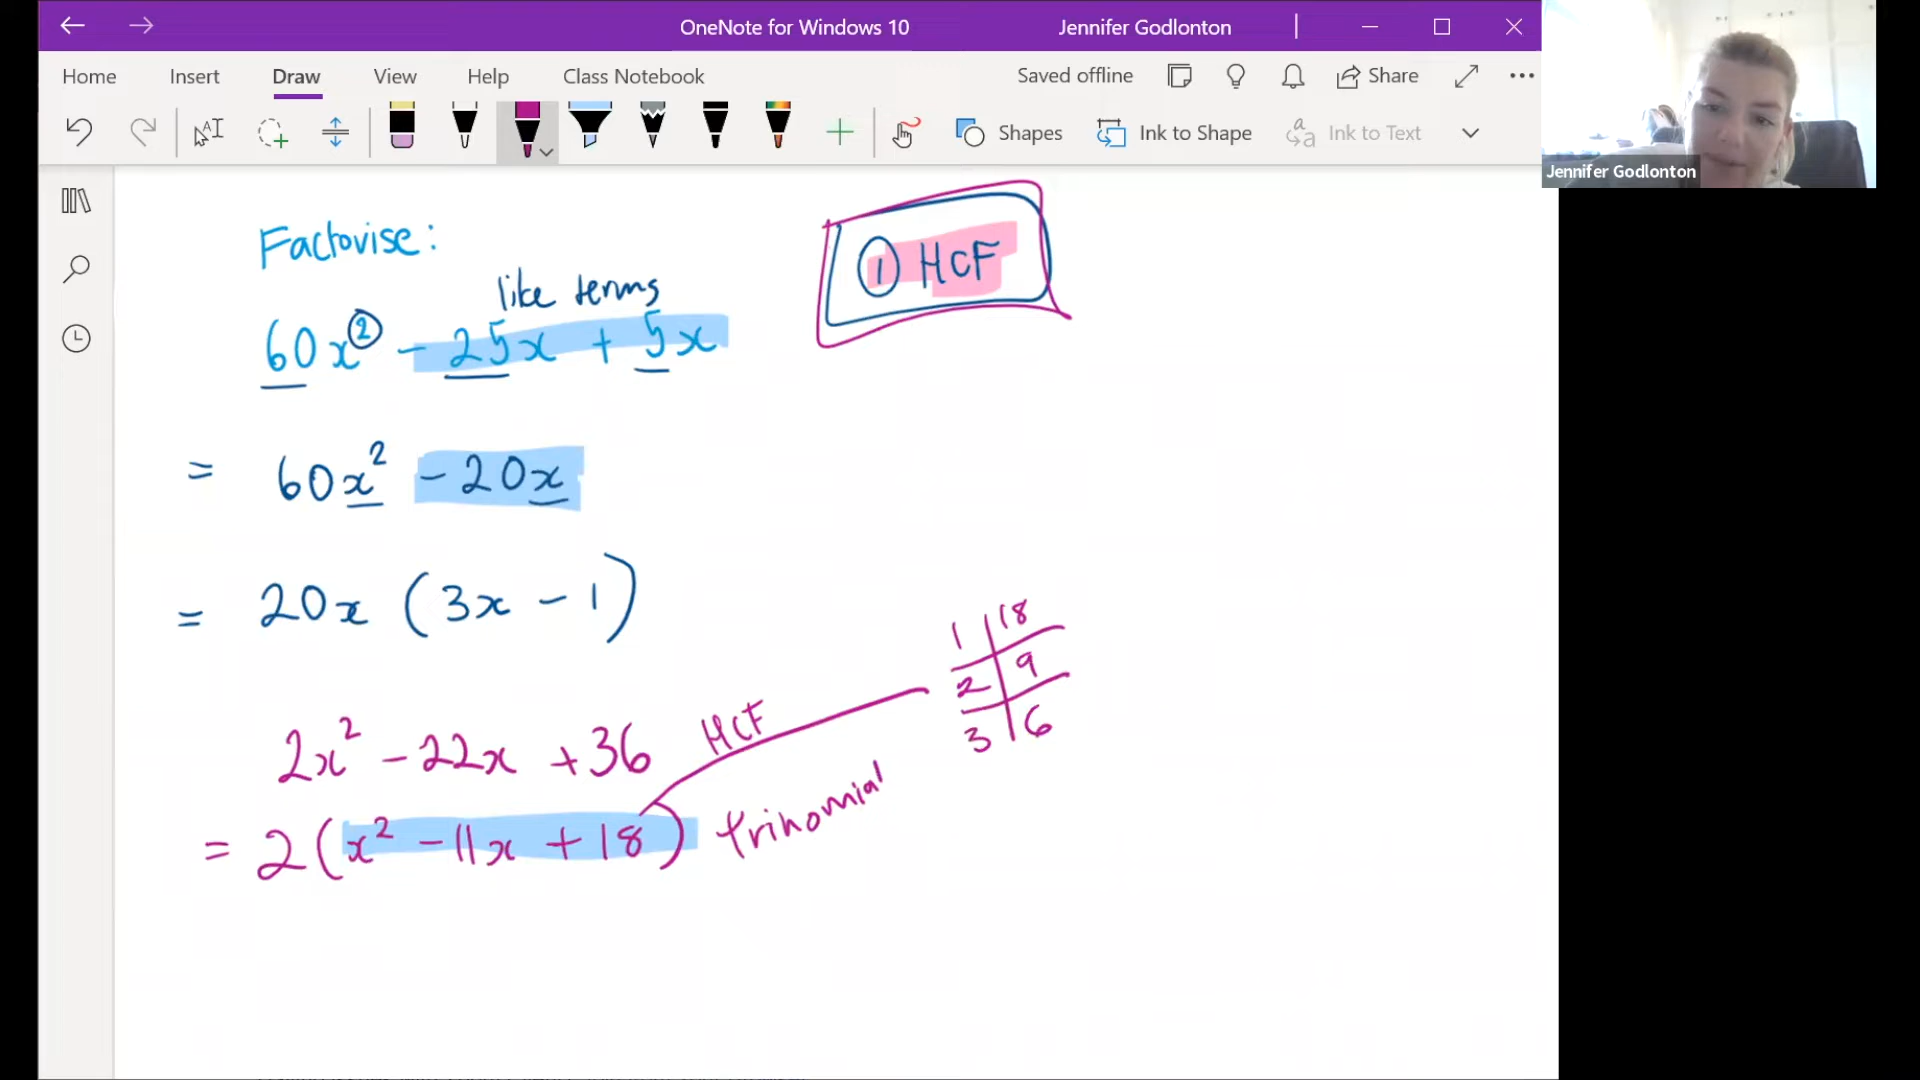 OneNote for Windows 10
Jennifer Godlonton
Home Insert Draw View Help Class Notebook
Saved offline
Share
Shapes
Ink to Shape
Ink to Text
Jennifer Godlonton
Factorise:
① HCF
like terms
60x² - 25x + 5x
= 60x² - 20x
= 20x (3x - 1)
1 | 18
2 | 9
3 | 6
2x² - 22x + 36 HCF
= 2(x² - 11x + 18) trinomial